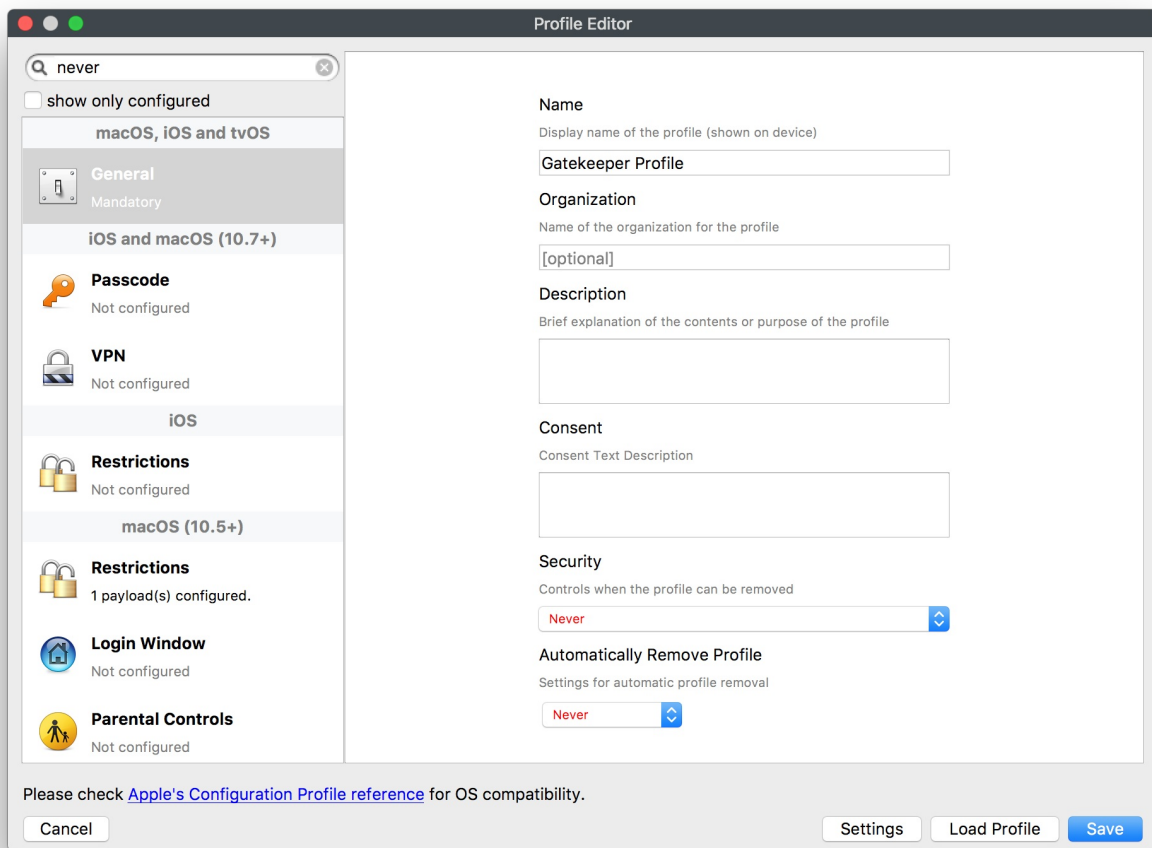 Profile Editor
never
show only configured
macOS, iOS and tvOS
General
Mandatory
iOS and macOS (10.7+)
Passcode
Not configured
VPN
Not configured
iOS
Restrictions
Not configured
macOS (10.5+)
Restrictions
1 payload(s) configured.
Login Window
Not configured
Parental Controls
Not configured
Name
Display name of the profile (shown on device)
Gatekeeper Profile
Organization
Name of the organization for the profile
[optional]
Description
Brief explanation of the contents or purpose of the profile
Consent
Consent Text Description
Security
Controls when the profile can be removed
Never
Automatically Remove Profile
Settings for automatic profile removal
Never
Please check Apple's Configuration Profile reference for OS compatibility.
Cancel
Settings
Load Profile
Save